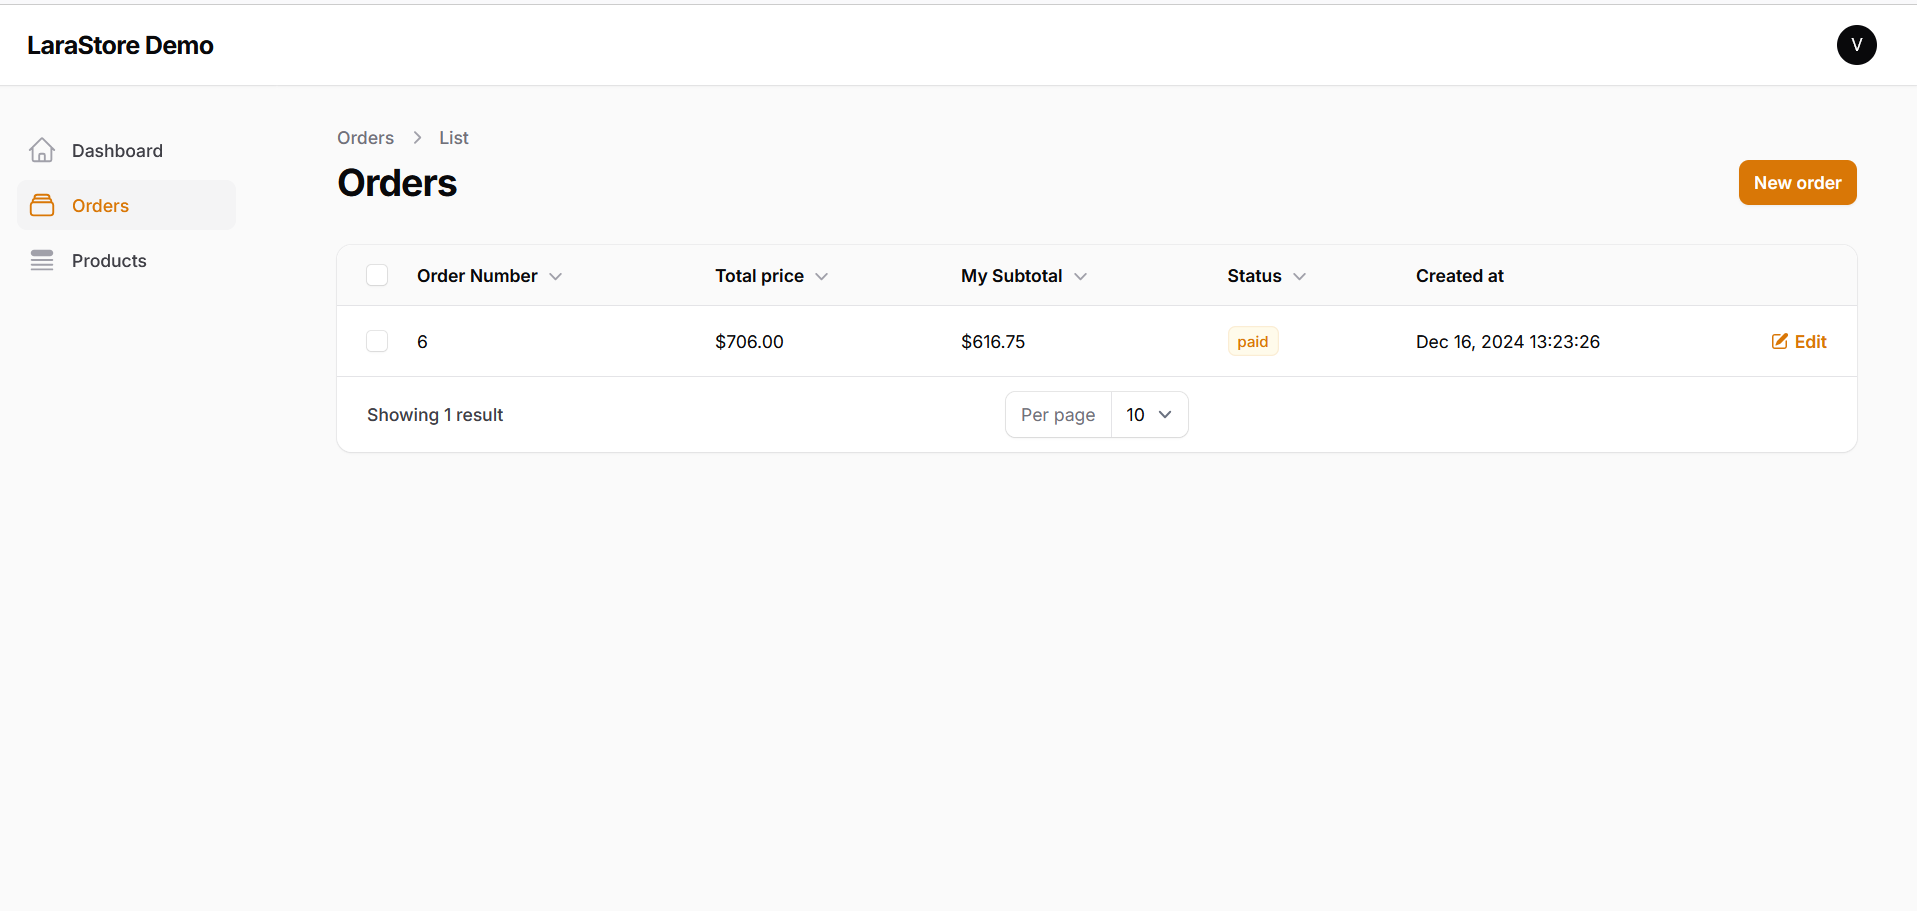 LaraStore Demo
V
Dashboard
Orders
Products
Orders > List
Orders
New order
Order Number Total price My Subtotal Status Created at
6 $706.00 $616.75 paid Dec 16, 2024 13:23:26 Edit
Showing 1 result Per page 10